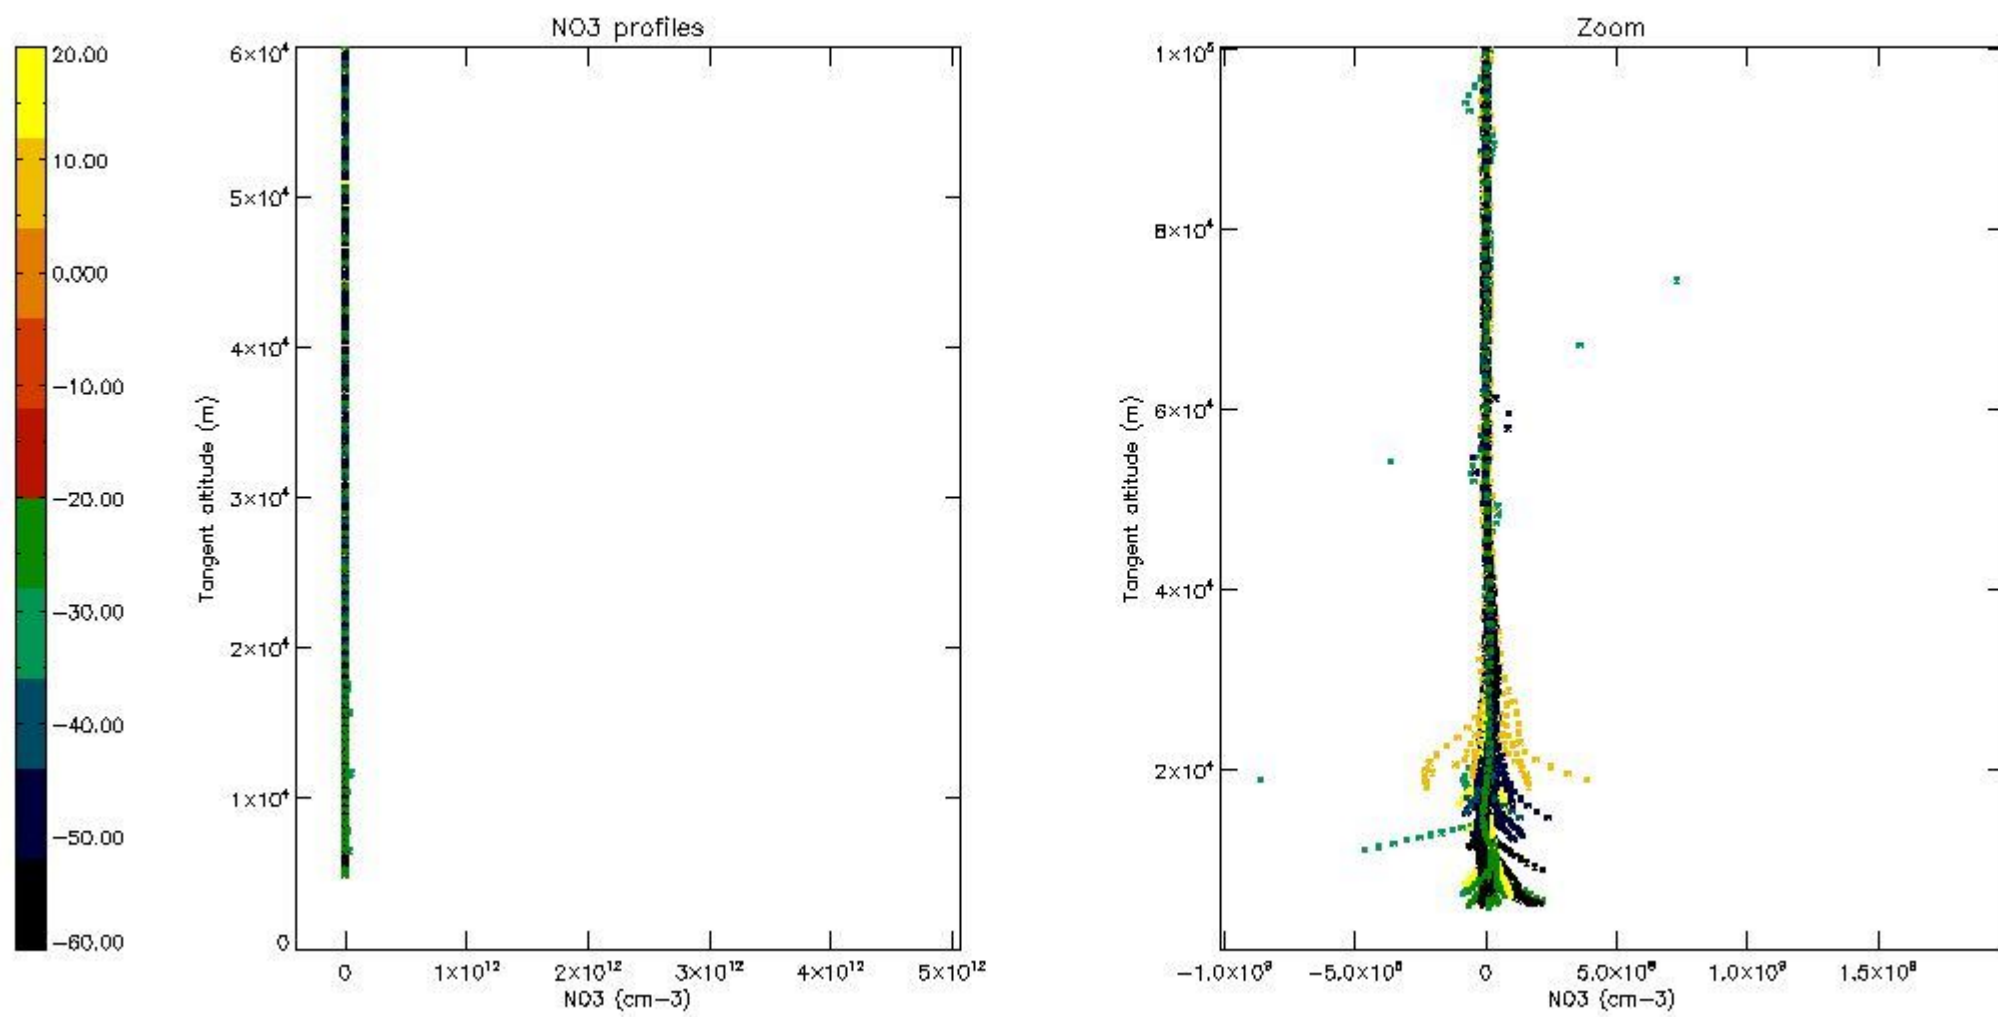 NO3 profiles
Zoom
20.00
10.00
0.000
−10.00
−20.00
−30.00
−40.00
−50.00
−60.00
6×10⁴
5×10⁴
4×10⁴
3×10⁴
2×10⁴
1×10⁴
0
Tangent altitude (m)
0 1×10¹² 2×10¹² 3×10¹² 4×10¹² 5×10¹²
NO3 (cm−3)
1×10⁵
8×10⁴
6×10⁴
4×10⁴
2×10⁴
Tangent altitude (m)
−1.0×10⁹ −5.0×10⁸ 0 5.0×10⁸ 1.0×10⁹ 1.5×10⁹
NO3 (cm−3)